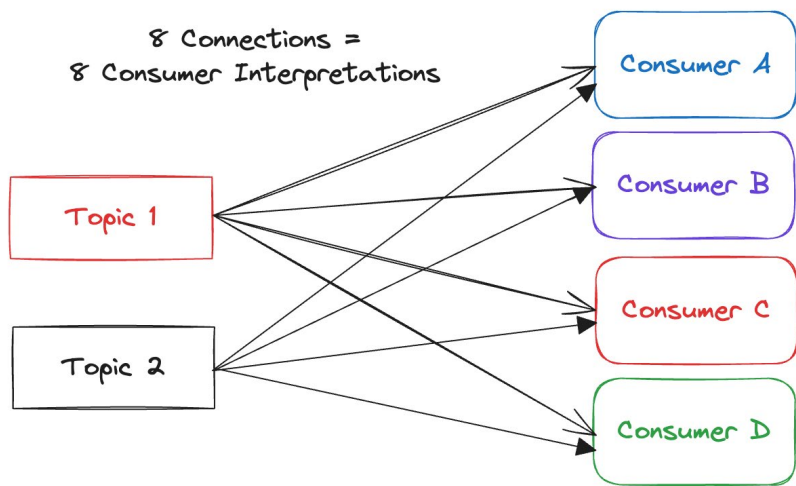 8 Connections =
8 Consumer Interpretations
Consumer A
Consumer B
Topic 1
Consumer C
Topic 2
Consumer D